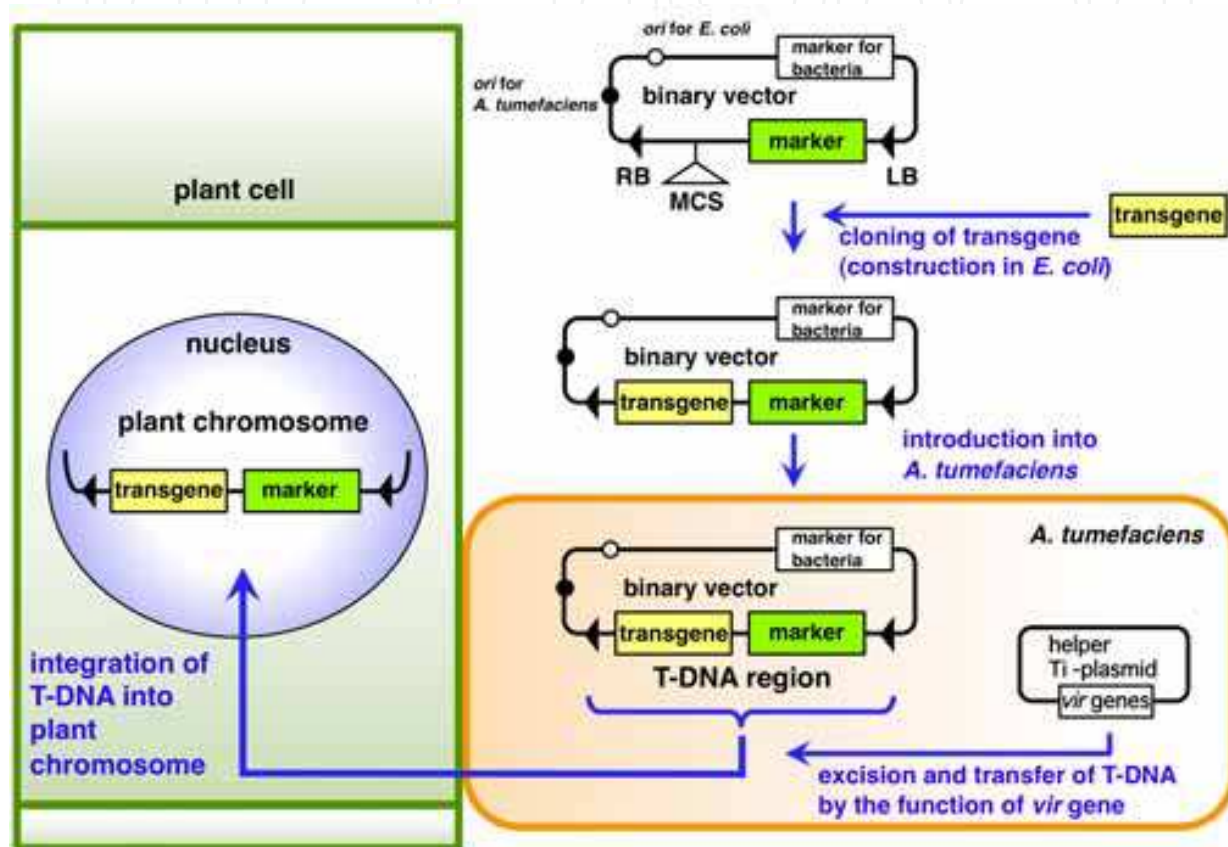 ori for E. coli
marker for
bacteria
ori for
A. tumefaciens
binary vector
marker
RB
LB
MCS
plant cell
transgene
cloning of transgene
(construction in E. coli)
marker for
bacteria
nucleus
binary vector
plant chromosome
transgene
marker
introduction into
A. tumefaciens
transgene
marker
A. tumefaciens
marker for
bacteria
binary vector
transgene
marker
helper
Ti -plasmid
vir genes
T-DNA region
integration of
T-DNA into
plant
chromosome
excision and transfer of T-DNA
by the function of vir gene